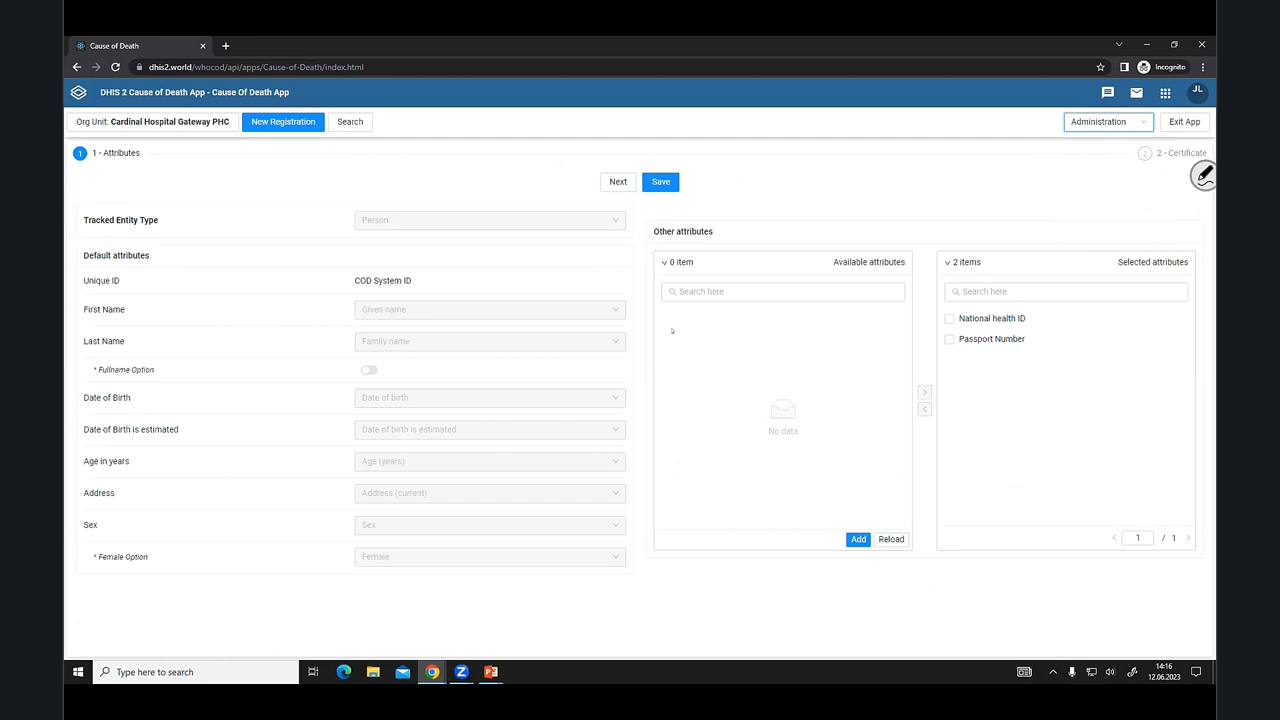 Cause of Death
dhis2.world/whocod/api/apps/Cause-of-Death/index.html
Incognito
DHIS 2 Cause of Death App - Cause Of Death App
JL
Org Unit: Cardinal Hospital Gateway PHC
New Registration
Search
Administration
Exit App
1
1 - Attributes
2
2 - Certificate
Next
Save
Tracked Entity Type
Person
Default attributes
Unique ID
COD System ID
First Name
Given name
Last Name
Family name
* Fullname Option
Date of Birth
Date of birth
Date of Birth is estimated
Date of birth is estimated
Age in years
Age (years)
Address
Address (current)
Sex
Sex
* Female Option
Female
Other attributes
0 item
Available attributes
Search here
No data
Add
Reload
2 items
Selected attributes
Search here
National health ID
Passport Number
1 / 1
Type here to search
14:16
12.06.2023